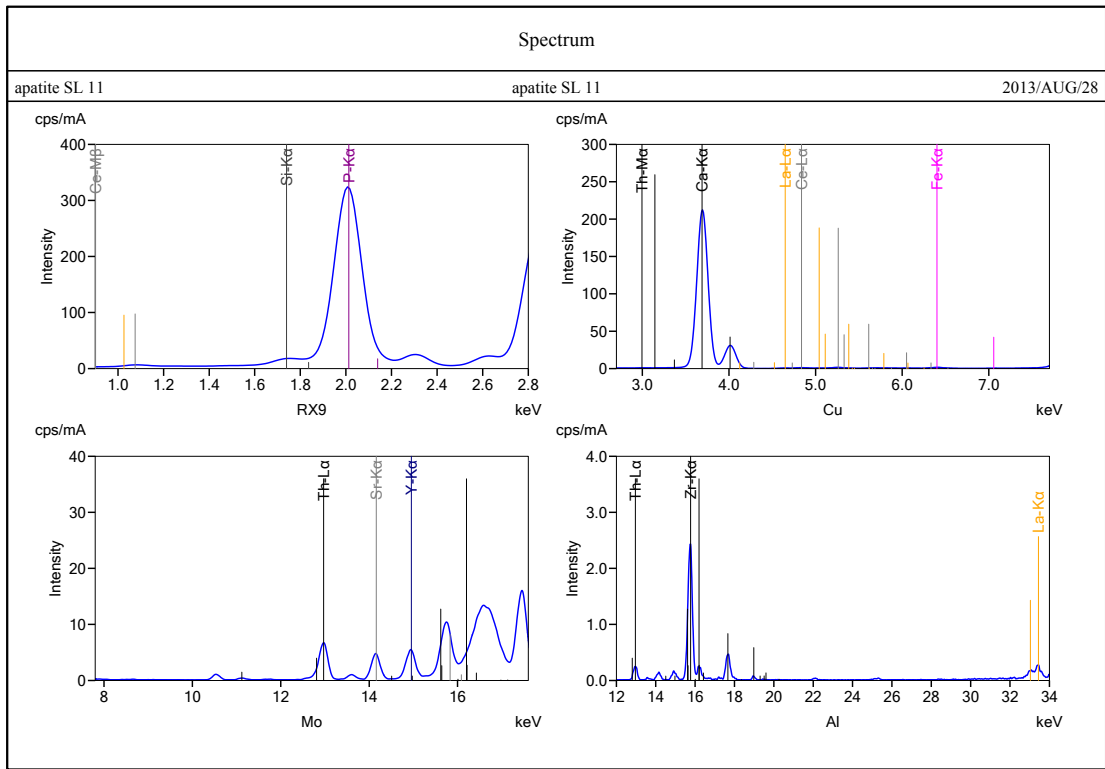 Spectrum
apatite SL 11 apatite SL 11 2013/AUG/28
cps/mA
400
300
200
100
0
Intensity
Ce-Mβ
Si-Kα
P-Kα
1.0 1.2 1.4 1.6 1.8 2.0 2.2 2.4 2.6 2.8
RX9 keV
cps/mA
300
250
200
150
100
50
0
Intensity
Th-Mα
Ca-Kα
La-Lα
Ce-Lα
Fe-Kα
3.0 4.0 5.0 6.0 7.0
Cu keV
cps/mA
40
30
20
10
0
Intensity
Th-Lα
Sr-Kα
Y-Kα
8 10 12 14 16
Mo keV
cps/mA
4.0
3.0
2.0
1.0
0.0
Intensity
Th-Lα
Zr-Kα
La-Kα
12 14 16 18 20 22 24 26 28 30 32 34
Al keV